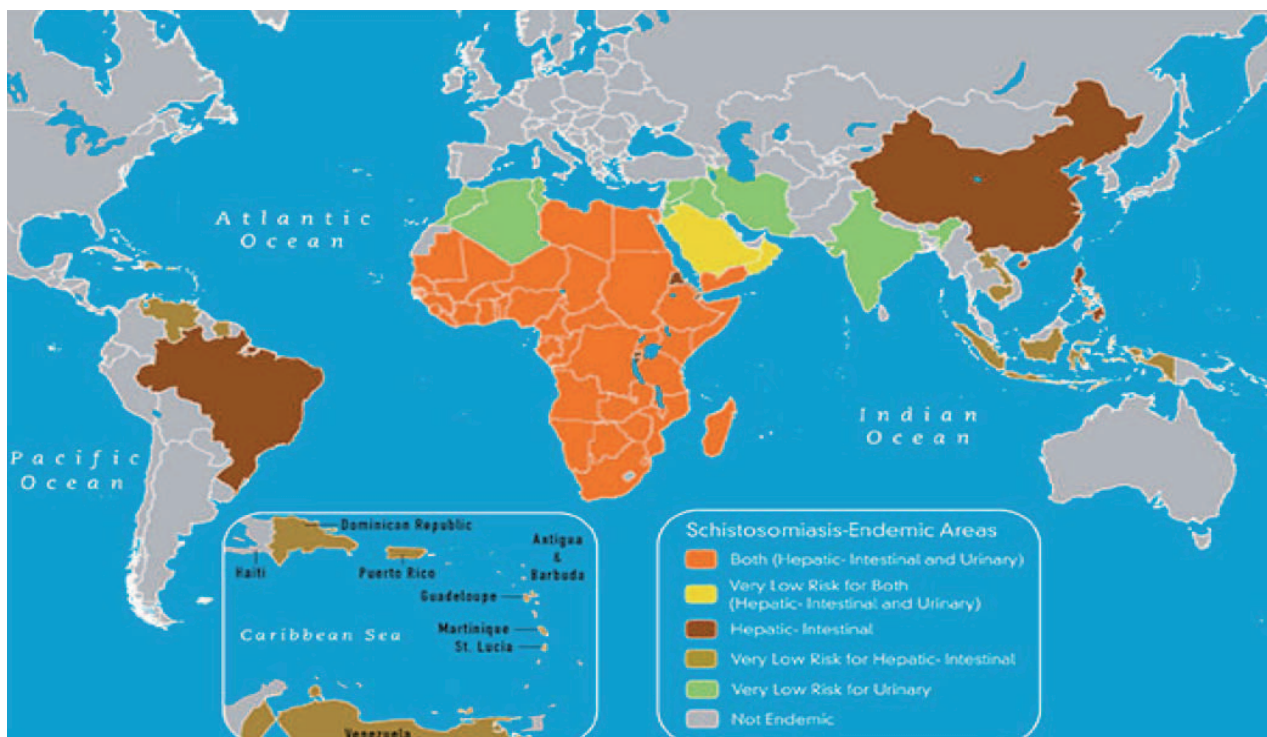 Atlantic
Ocean
Pacific
Ocean
Indian
Ocean
Dominican Republic
Haiti
Puerto Rico
Antigua
&
Barbuda
Guadeloupe
Martinique
St. Lucia
Caribbean Sea
Venezuela
Schistosomiasis-Endemic Areas
Both (Hepatic- Intestinal and Urinary)
Very Low Risk for Both
(Hepatic- Intestinal and Urinary)
Hepatic- Intestinal
Very Low Risk for Hepatic- Intestinal
Very Low Risk for Urinary
Not Endemic